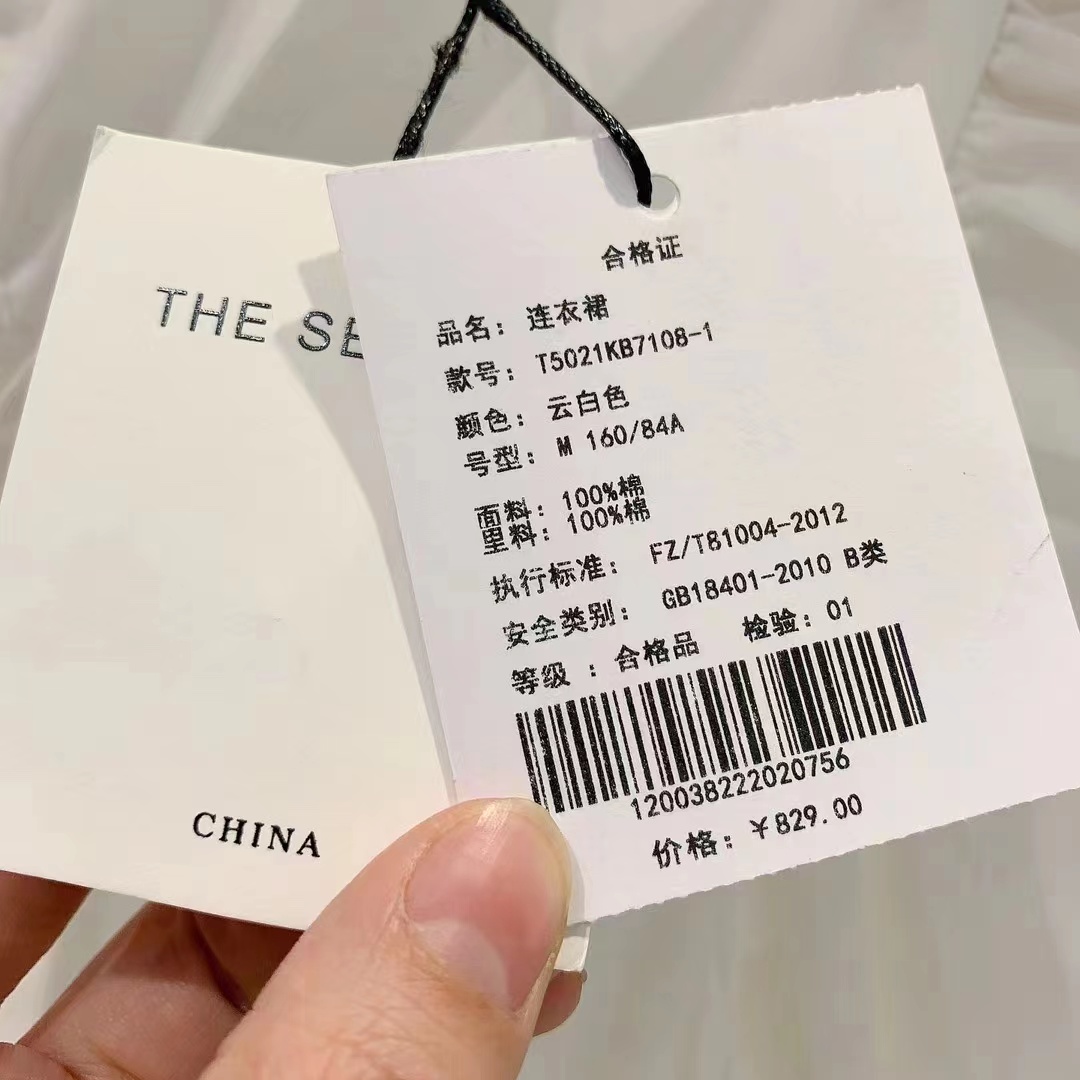 THE SE
CHINA
合格证
品名: 连衣裙
款号: T5021KB7108-1
颜色: 云白色
号型: M 160/84A
面料: 100%棉
里料: 100%棉
执行标准: FZ/T81004-2012
安全类别: GB18401-2010 B类
等级 : 合格品 检验: 01
120038222020756
价格: ¥829.00